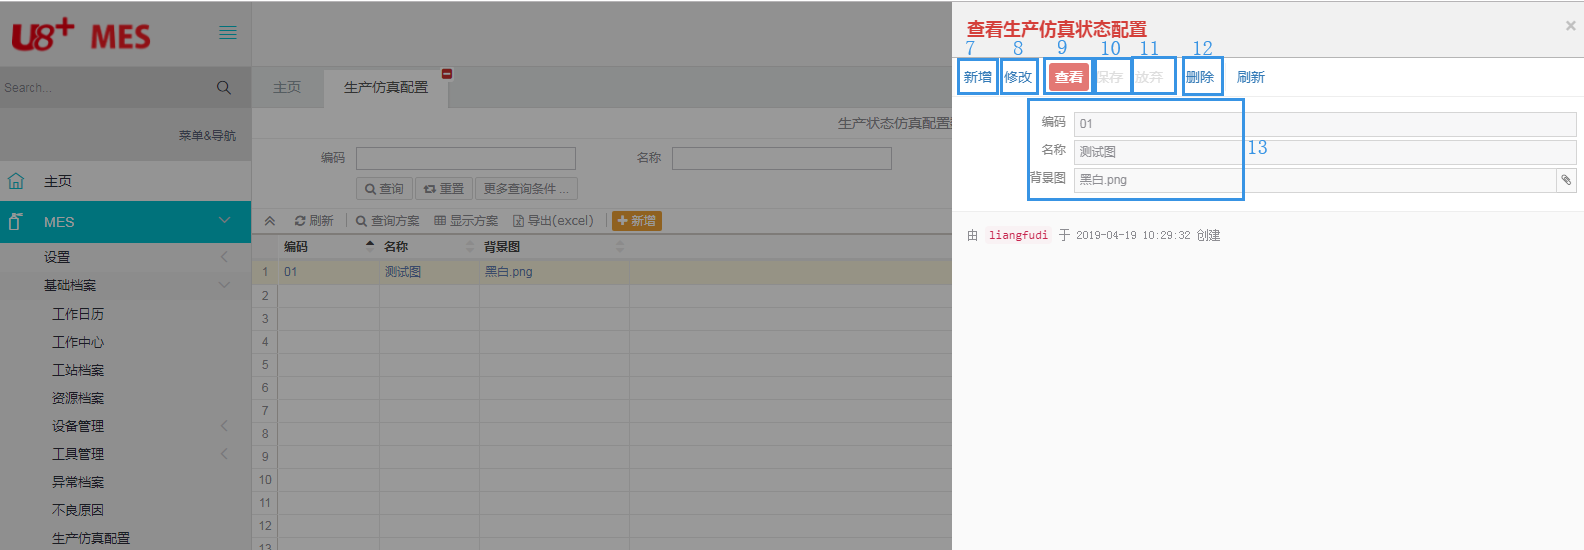 U8+ MES
Search...
菜单&导航
主页
MES
设置
基础档案
工作日历
工作中心
工站档案
资源档案
设备管理
工具管理
异常档案
不良原因
生产仿真配置
主页
生产仿真配置
生产状态仿真配置
编码
名称
查询 重置 更多查询条件 ...
刷新 查询方案 显示方案 导出(excel) 新增
编码 名称 背景图
1 01 测试图 黑白.png
2
3
4
5
6
7
8
9
10
11
12
13
查看生产仿真状态配置
×
7 8 9 10 11 12
新增 修改 查看 保存 放弃 删除 刷新
编码 01
名称 测试图
13
背景图 黑白.png
由 liangfudi 于 2019-04-19 10:29:32 创建